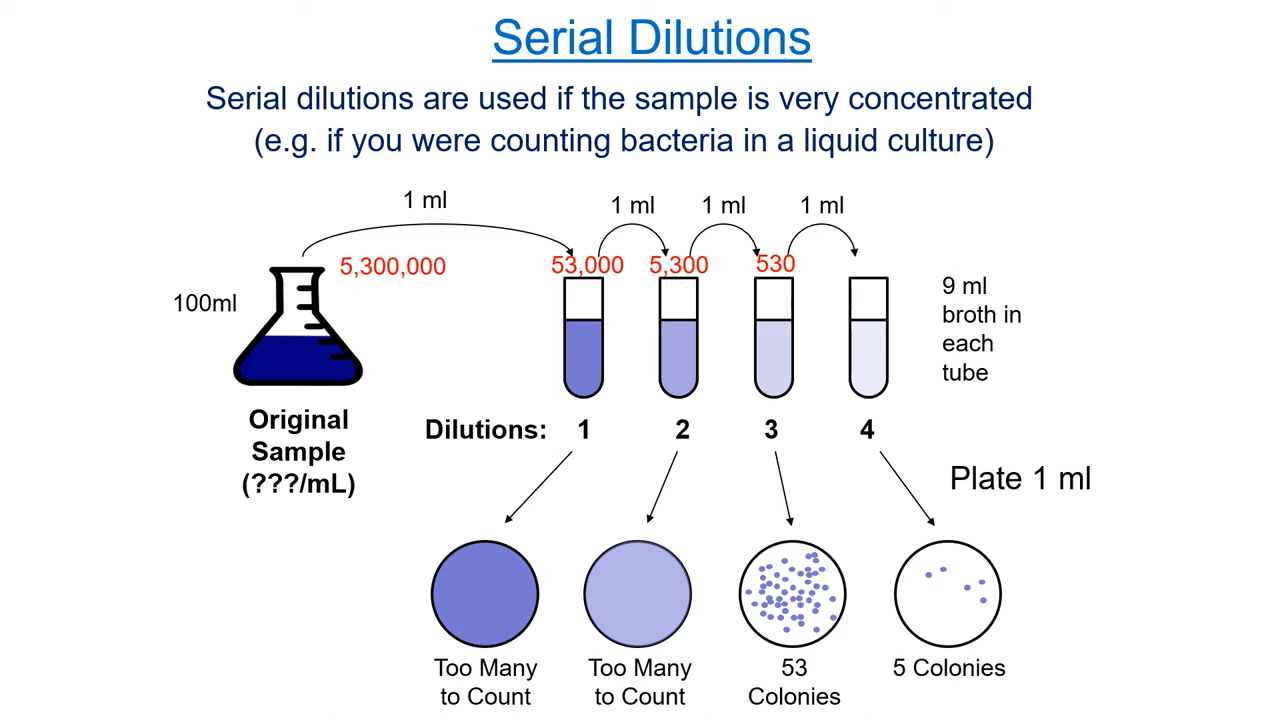 Serial Dilutions
Serial dilutions are used if the sample is very concentrated
(e.g. if you were counting bacteria in a liquid culture)
1 ml
1 ml
1 ml
1 ml
5,300,000
53,000
5,300
530
100ml
9 ml
broth in
each
tube
Original
Sample
(???/mL)
Dilutions:
1
2
3
4
Plate 1 ml
Too Many
to Count
Too Many
to Count
53
Colonies
5 Colonies